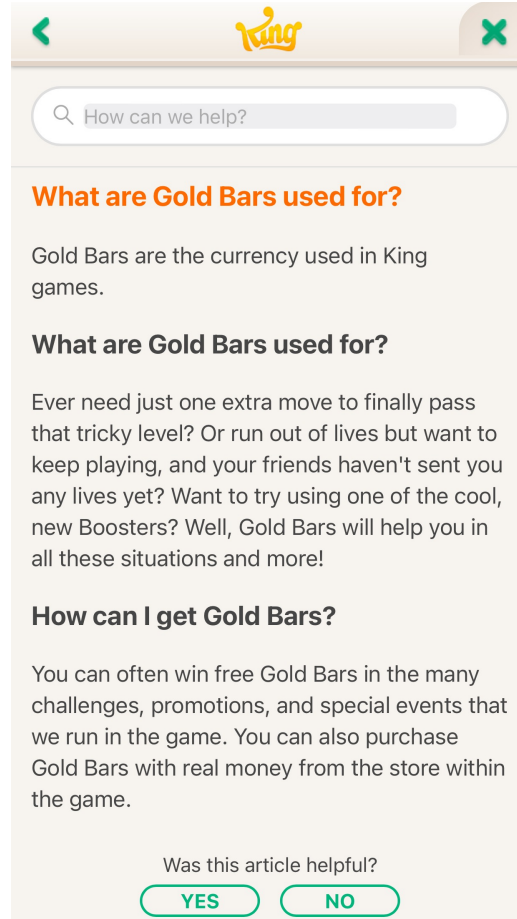 King
How can we help?
What are Gold Bars used for?
Gold Bars are the currency used in King
games.
What are Gold Bars used for?
Ever need just one extra move to finally pass
that tricky level? Or run out of lives but want to
keep playing, and your friends haven't sent you
any lives yet? Want to try using one of the cool,
new Boosters? Well, Gold Bars will help you in
all these situations and more!
How can I get Gold Bars?
You can often win free Gold Bars in the many
challenges, promotions, and special events that
we run in the game. You can also purchase
Gold Bars with real money from the store within
the game.
Was this article helpful?
YES NO